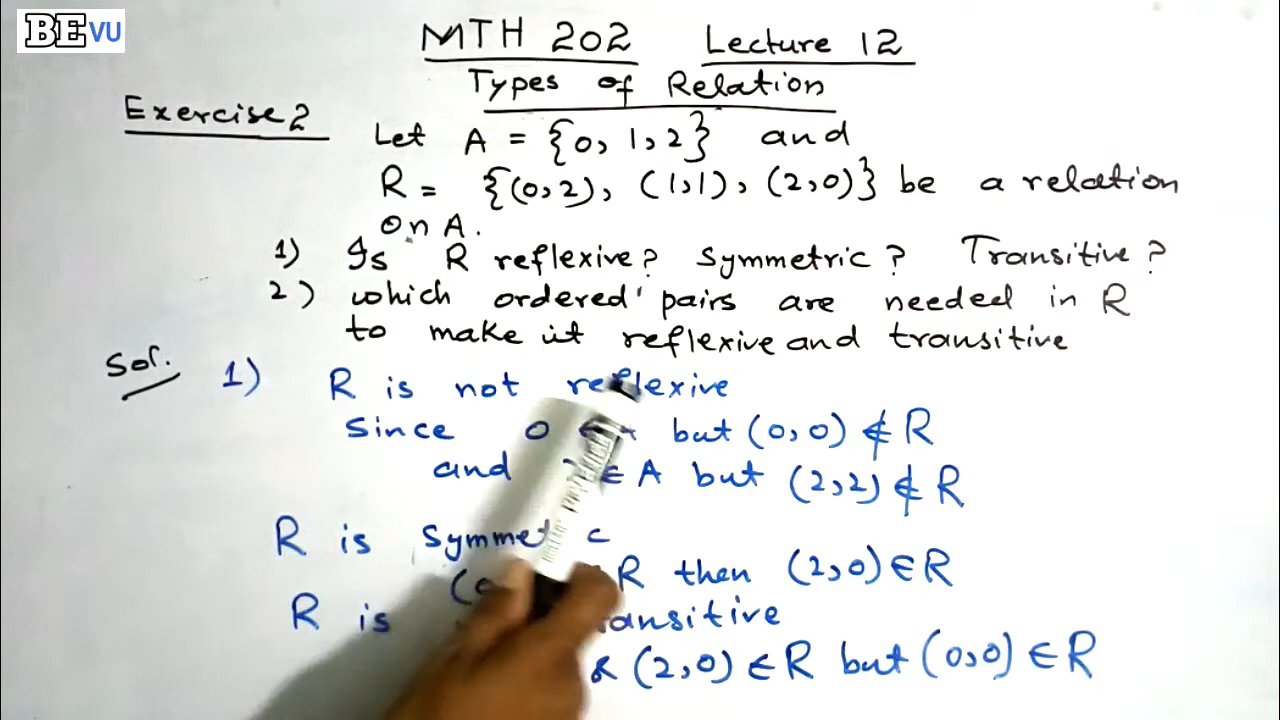 BEVU
MTH 202 Lecture 12
Types of Relation
Exercise 2
Let A = {0, 1, 2} and
R = {(0,2), (1,1), (2,0)} be a relation
on A.
1) Is R reflexive? Symmetric? Transitive?
2) which ordered pairs are needed in R
to make it reflexive and transitive
Sol. 1) R is not reflexive
Since 0 ∈ but (0,0) ∉ R
and ∈ A but (2,2) ∉ R
R is
R then (2,0) ∈ R
R is
& (2,0) ∈ R but (0,0) ∈ R